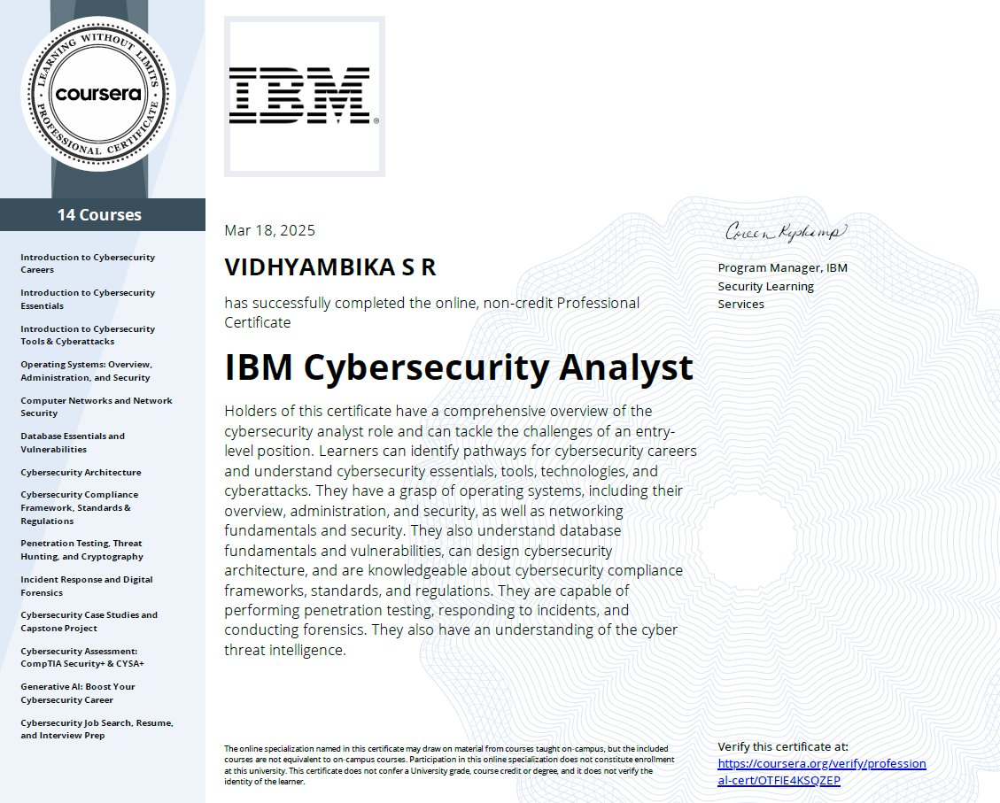 LEARNING WITHOUT LIMITS
coursera
PROFESSIONAL CERTIFICATE
IBM
14 Courses
Introduction to Cybersecurity
Careers
Introduction to Cybersecurity
Essentials
Introduction to Cybersecurity
Tools & Cyberattacks
Operating Systems: Overview,
Administration, and Security
Computer Networks and Network
Security
Database Essentials and
Vulnerabilities
Cybersecurity Architecture
Cybersecurity Compliance
Framework, Standards &
Regulations
Penetration Testing, Threat
Hunting, and Cryptography
Incident Response and Digital
Forensics
Cybersecurity Case Studies and
Capstone Project
Cybersecurity Assessment:
CompTIA Security+ & CYSA+
Generative AI: Boost Your
Cybersecurity Career
Cybersecurity Job Search, Resume,
and Interview Prep
Mar 18, 2025
VIDHYAMBIKA S R
has successfully completed the online, non-credit Professional
Certificate
IBM Cybersecurity Analyst
Holders of this certificate have a comprehensive overview of the
cybersecurity analyst role and can tackle the challenges of an entry-
level position. Learners can identify pathways for cybersecurity careers
and understand cybersecurity essentials, tools, technologies, and
cyberattacks. They have a grasp of operating systems, including their
overview, administration, and security, as well as networking
fundamentals and security. They also understand database
fundamentals and vulnerabilities, can design cybersecurity
architecture, and are knowledgeable about cybersecurity compliance
frameworks, standards, and regulations. They are capable of
performing penetration testing, responding to incidents, and
conducting forensics. They also have an understanding of the cyber
threat intelligence.
Program Manager, IBM
Security Learning
Services
The online specialization named in this certificate may draw on material from courses taught on-campus, but the included
courses are not equivalent to on-campus courses. Participation in this online specialization does not constitute enrollment
at this university. This certificate does not confer a University grade, course credit or degree, and it does not verify the
identity of the learner.
Verify this certificate at:
https://coursera.org/verify/profession
al-cert/OTFIE4KSQZEP